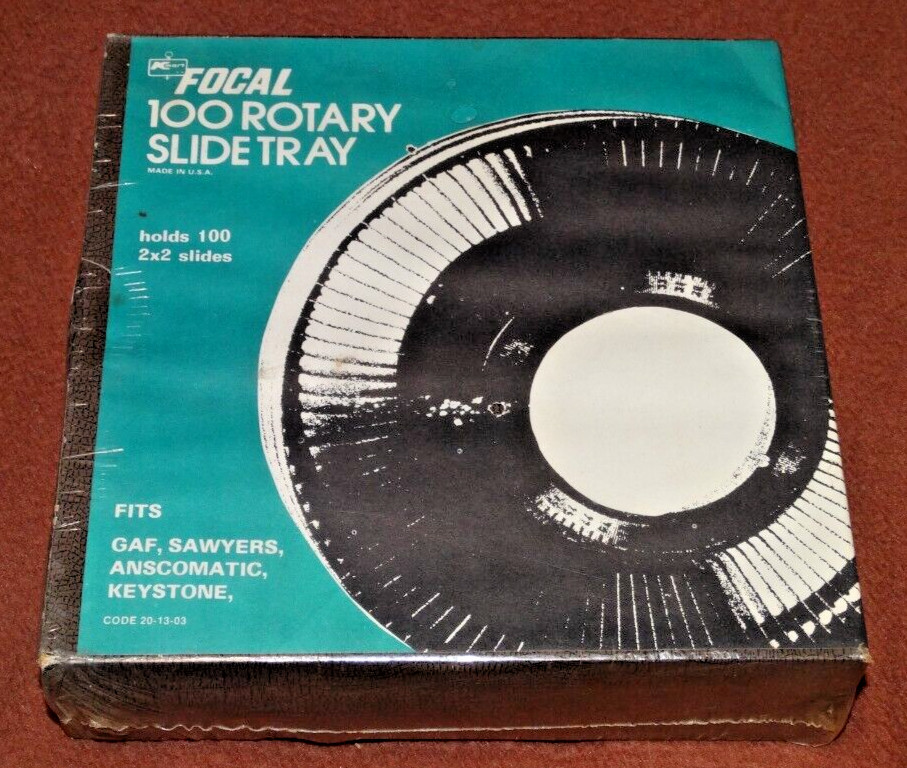 Kmart
FOCAL
100 ROTARY
SLIDE TRAY
MADE IN U.S.A.
holds 100
2x2 slides
FITS
GAF, SAWYERS,
ANSCOMATIC,
KEYSTONE,
CODE 20-13-03